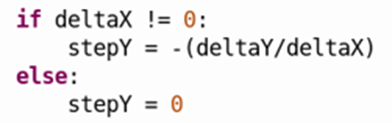 if deltaX != 0:
    stepY = -(deltaY/deltaX)
else:
    stepY = 0